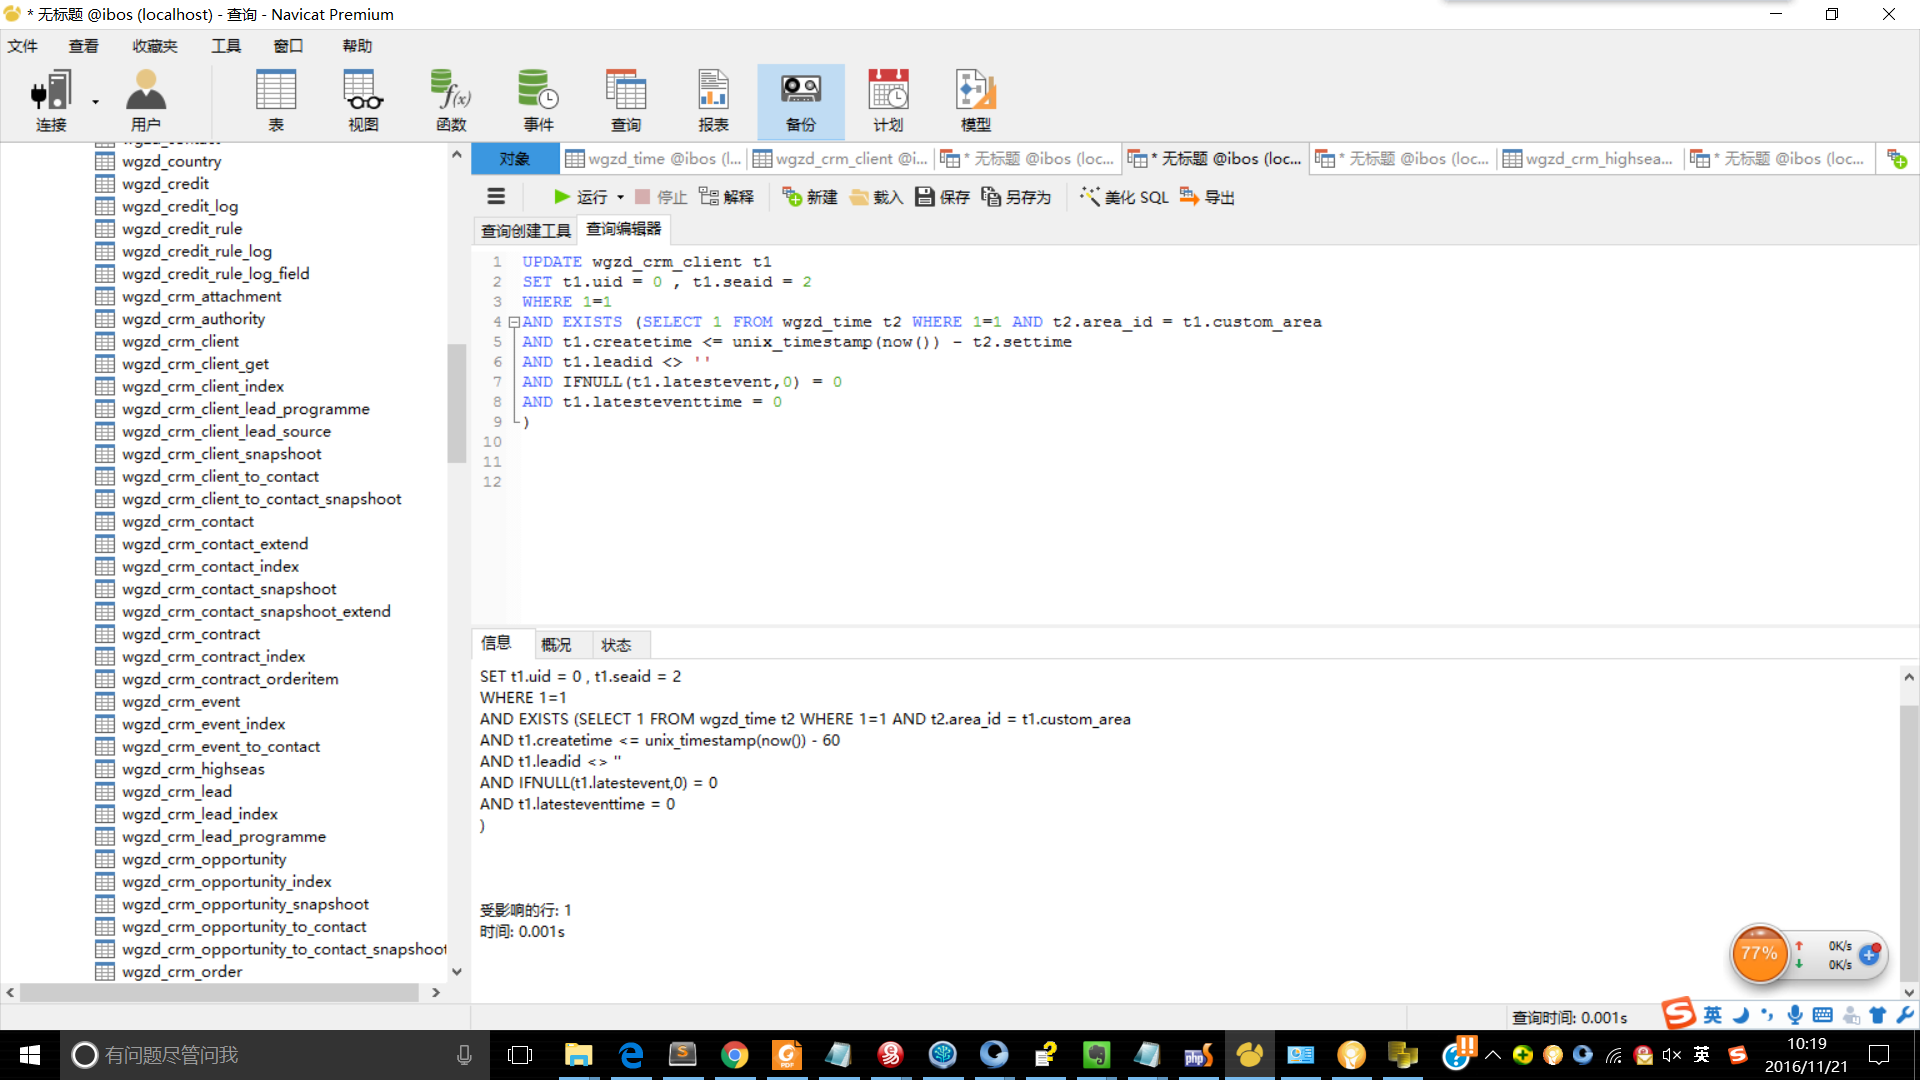 * 无标题 @ibos (localhost) - 查询 - Navicat Premium
文件 查看 收藏夹 工具 窗口 帮助
连接 用户 表 视图 函数 事件 查询 报表 备份 计划 模型
wgzd_contact
wgzd_country
wgzd_credit
wgzd_credit_log
wgzd_credit_rule
wgzd_credit_rule_log
wgzd_credit_rule_log_field
wgzd_crm_attachment
wgzd_crm_authority
wgzd_crm_client
wgzd_crm_client_get
wgzd_crm_client_index
wgzd_crm_client_lead_programme
wgzd_crm_client_lead_source
wgzd_crm_client_snapshoot
wgzd_crm_client_to_contact
wgzd_crm_client_to_contact_snapshoot
wgzd_crm_contact
wgzd_crm_contact_extend
wgzd_crm_contact_index
wgzd_crm_contact_snapshoot
wgzd_crm_contact_snapshoot_extend
wgzd_crm_contract
wgzd_crm_contract_index
wgzd_crm_contract_orderitem
wgzd_crm_event
wgzd_crm_event_index
wgzd_crm_event_to_contact
wgzd_crm_highseas
wgzd_crm_lead
wgzd_crm_lead_index
wgzd_crm_lead_programme
wgzd_crm_opportunity
wgzd_crm_opportunity_index
wgzd_crm_opportunity_snapshoot
wgzd_crm_opportunity_to_contact
wgzd_crm_opportunity_to_contact_snapshoot
wgzd_crm_order
对象 wgzd_time @ibos (l... wgzd_crm_client @i... * 无标题 @ibos (loc... * 无标题 @ibos (loc... * 无标题 @ibos (loc... wgzd_crm_highsea... * 无标题 @ibos (loc...
运行 停止 解释 新建 载入 保存 另存为 美化 SQL 导出
查询创建工具 查询编辑器
1 UPDATE wgzd_crm_client t1
2 SET t1.uid = 0 , t1.seaid = 2
3 WHERE 1=1
4 AND EXISTS (SELECT 1 FROM wgzd_time t2 WHERE 1=1 AND t2.area_id = t1.custom_area
5 AND t1.createtime <= unix_timestamp(now()) - t2.settime
6 AND t1.leadid <> ''
7 AND IFNULL(t1.latestevent,0) = 0
8 AND t1.latesteventtime = 0
9 )
10
11
12
信息 概况 状态
SET t1.uid = 0 , t1.seaid = 2
WHERE 1=1
AND EXISTS (SELECT 1 FROM wgzd_time t2 WHERE 1=1 AND t2.area_id = t1.custom_area
AND t1.createtime <= unix_timestamp(now()) - 60
AND t1.leadid <> ''
AND IFNULL(t1.latestevent,0) = 0
AND t1.latesteventtime = 0
)
受影响的行: 1
时间: 0.001s
77% 0K/s
0K/s
查询时间: 0.001s
英
有问题尽管问我
英
10:19
2016/11/21